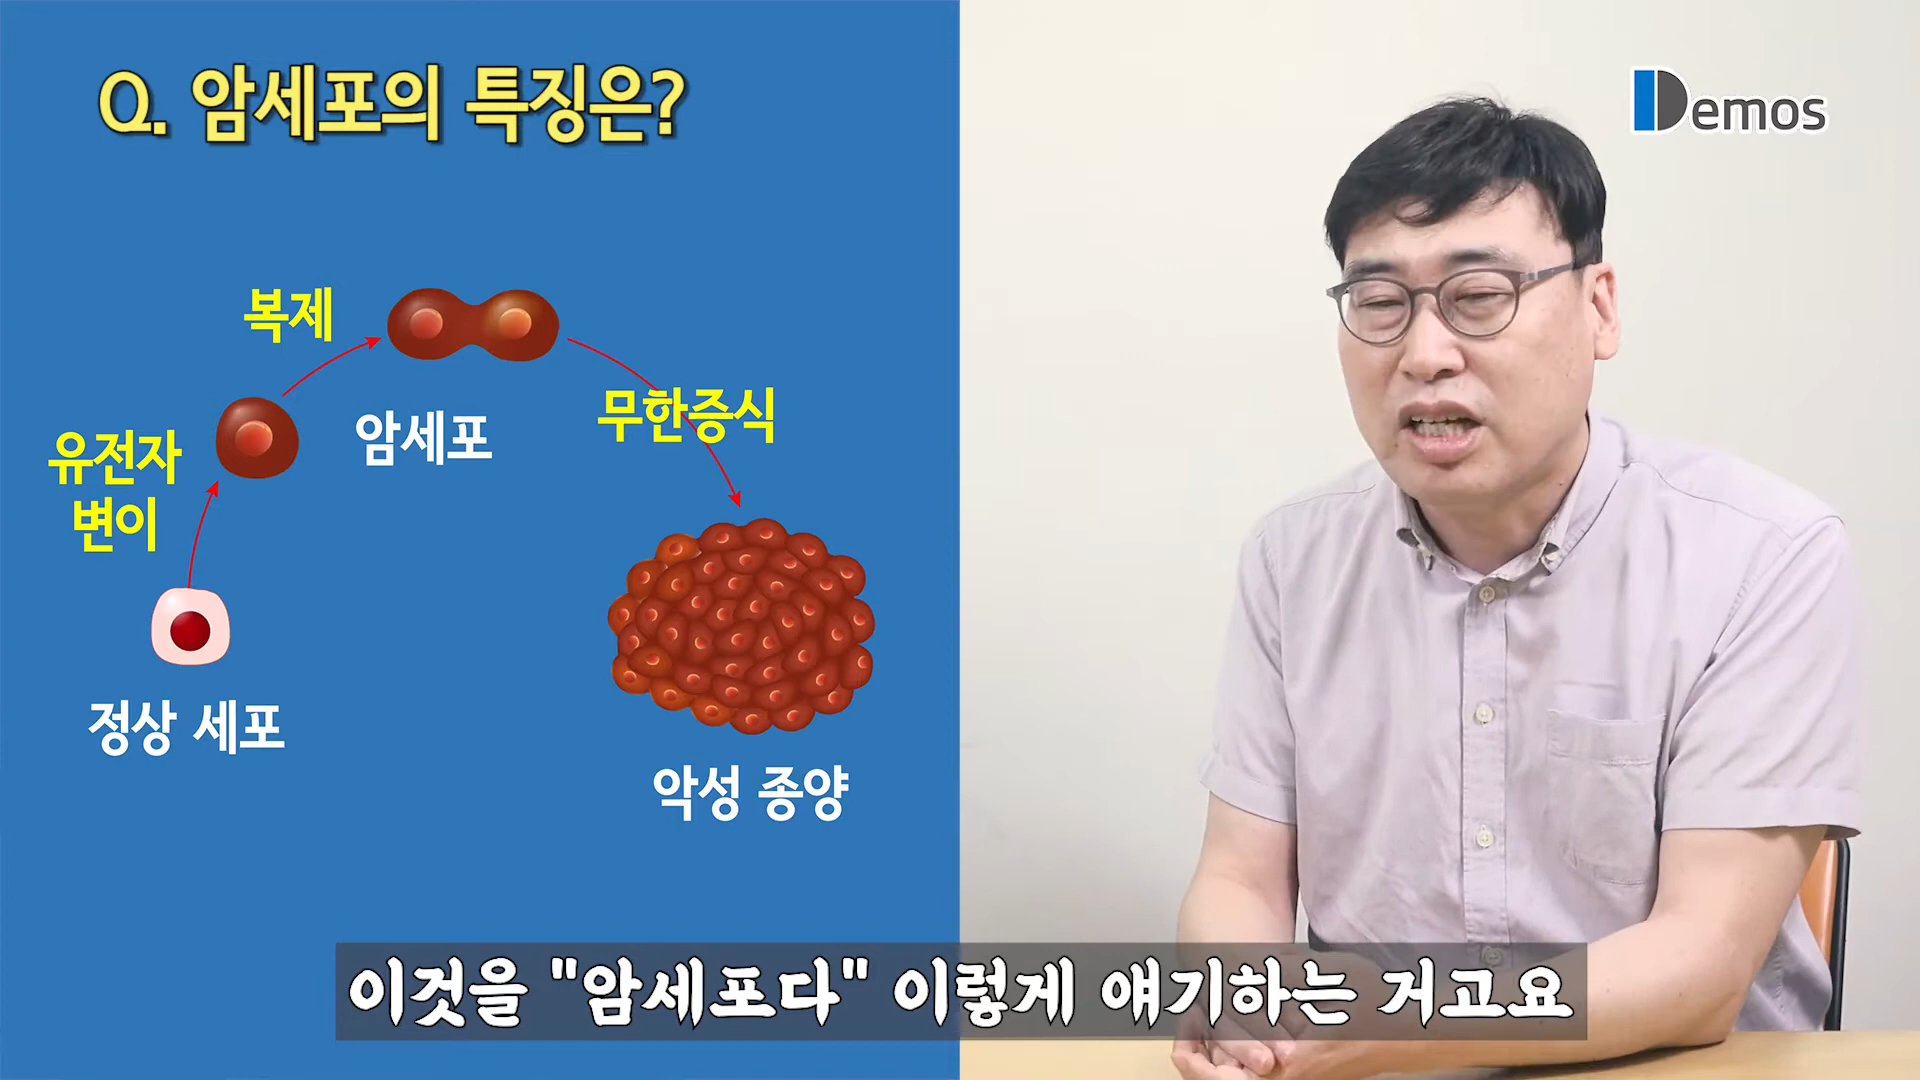 Q. 암세포의 특징은?
Demos
복제
암세포
무한증식
유전자
변이
정상 세포
악성 종양
이것을 "암세포다" 이렇게 얘기하는 거고요